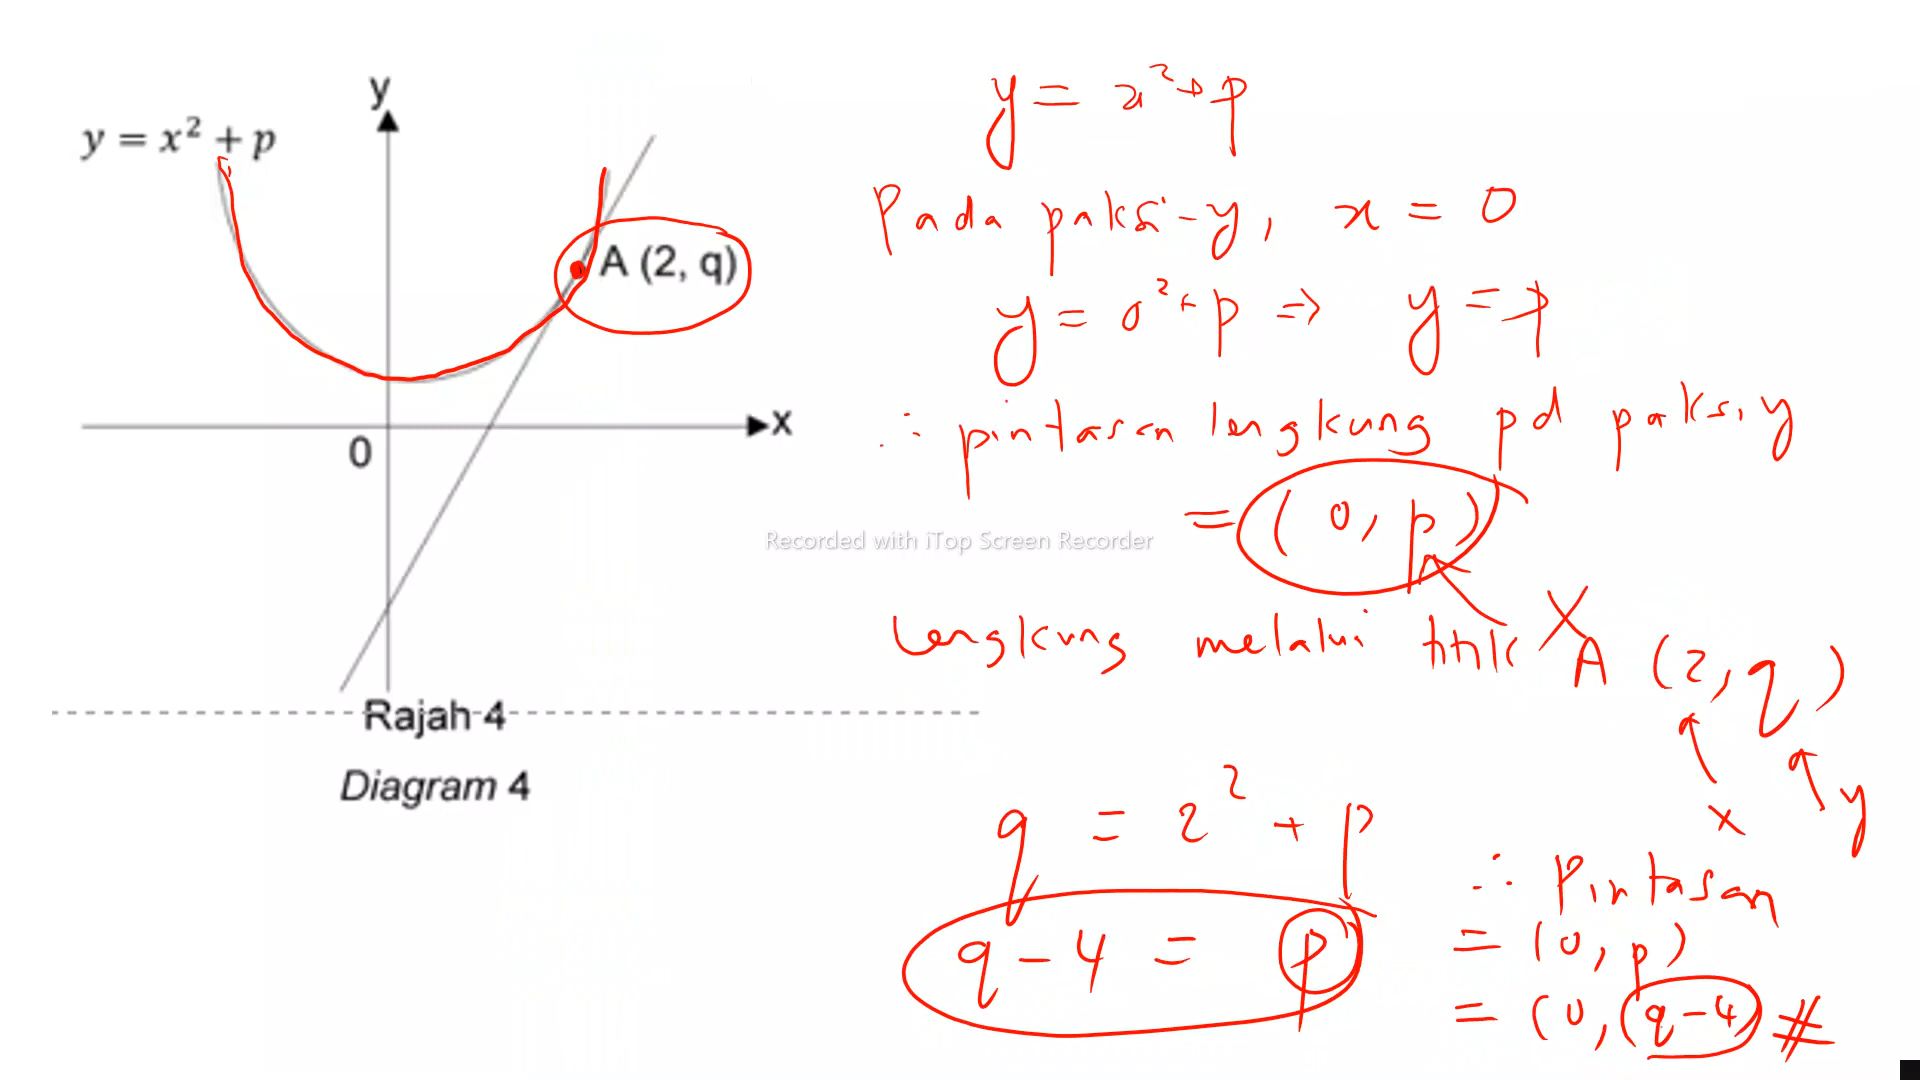 y
y = x² + p
A (2, q)
x
0
Rajah 4
Diagram 4
y = x² + p
Pada paksi-y, x = 0
y = 0² + p ⇒ y = p
∴ pintasan lengkung pd paksi y
= (0, p)
Recorded with iTop Screen Recorder
Lengkung melalui titik A (2, q)
x y
q = 2² + p
q - 4 = p
∴ Pintasan
= (0, p)
= (0, (q-4) #